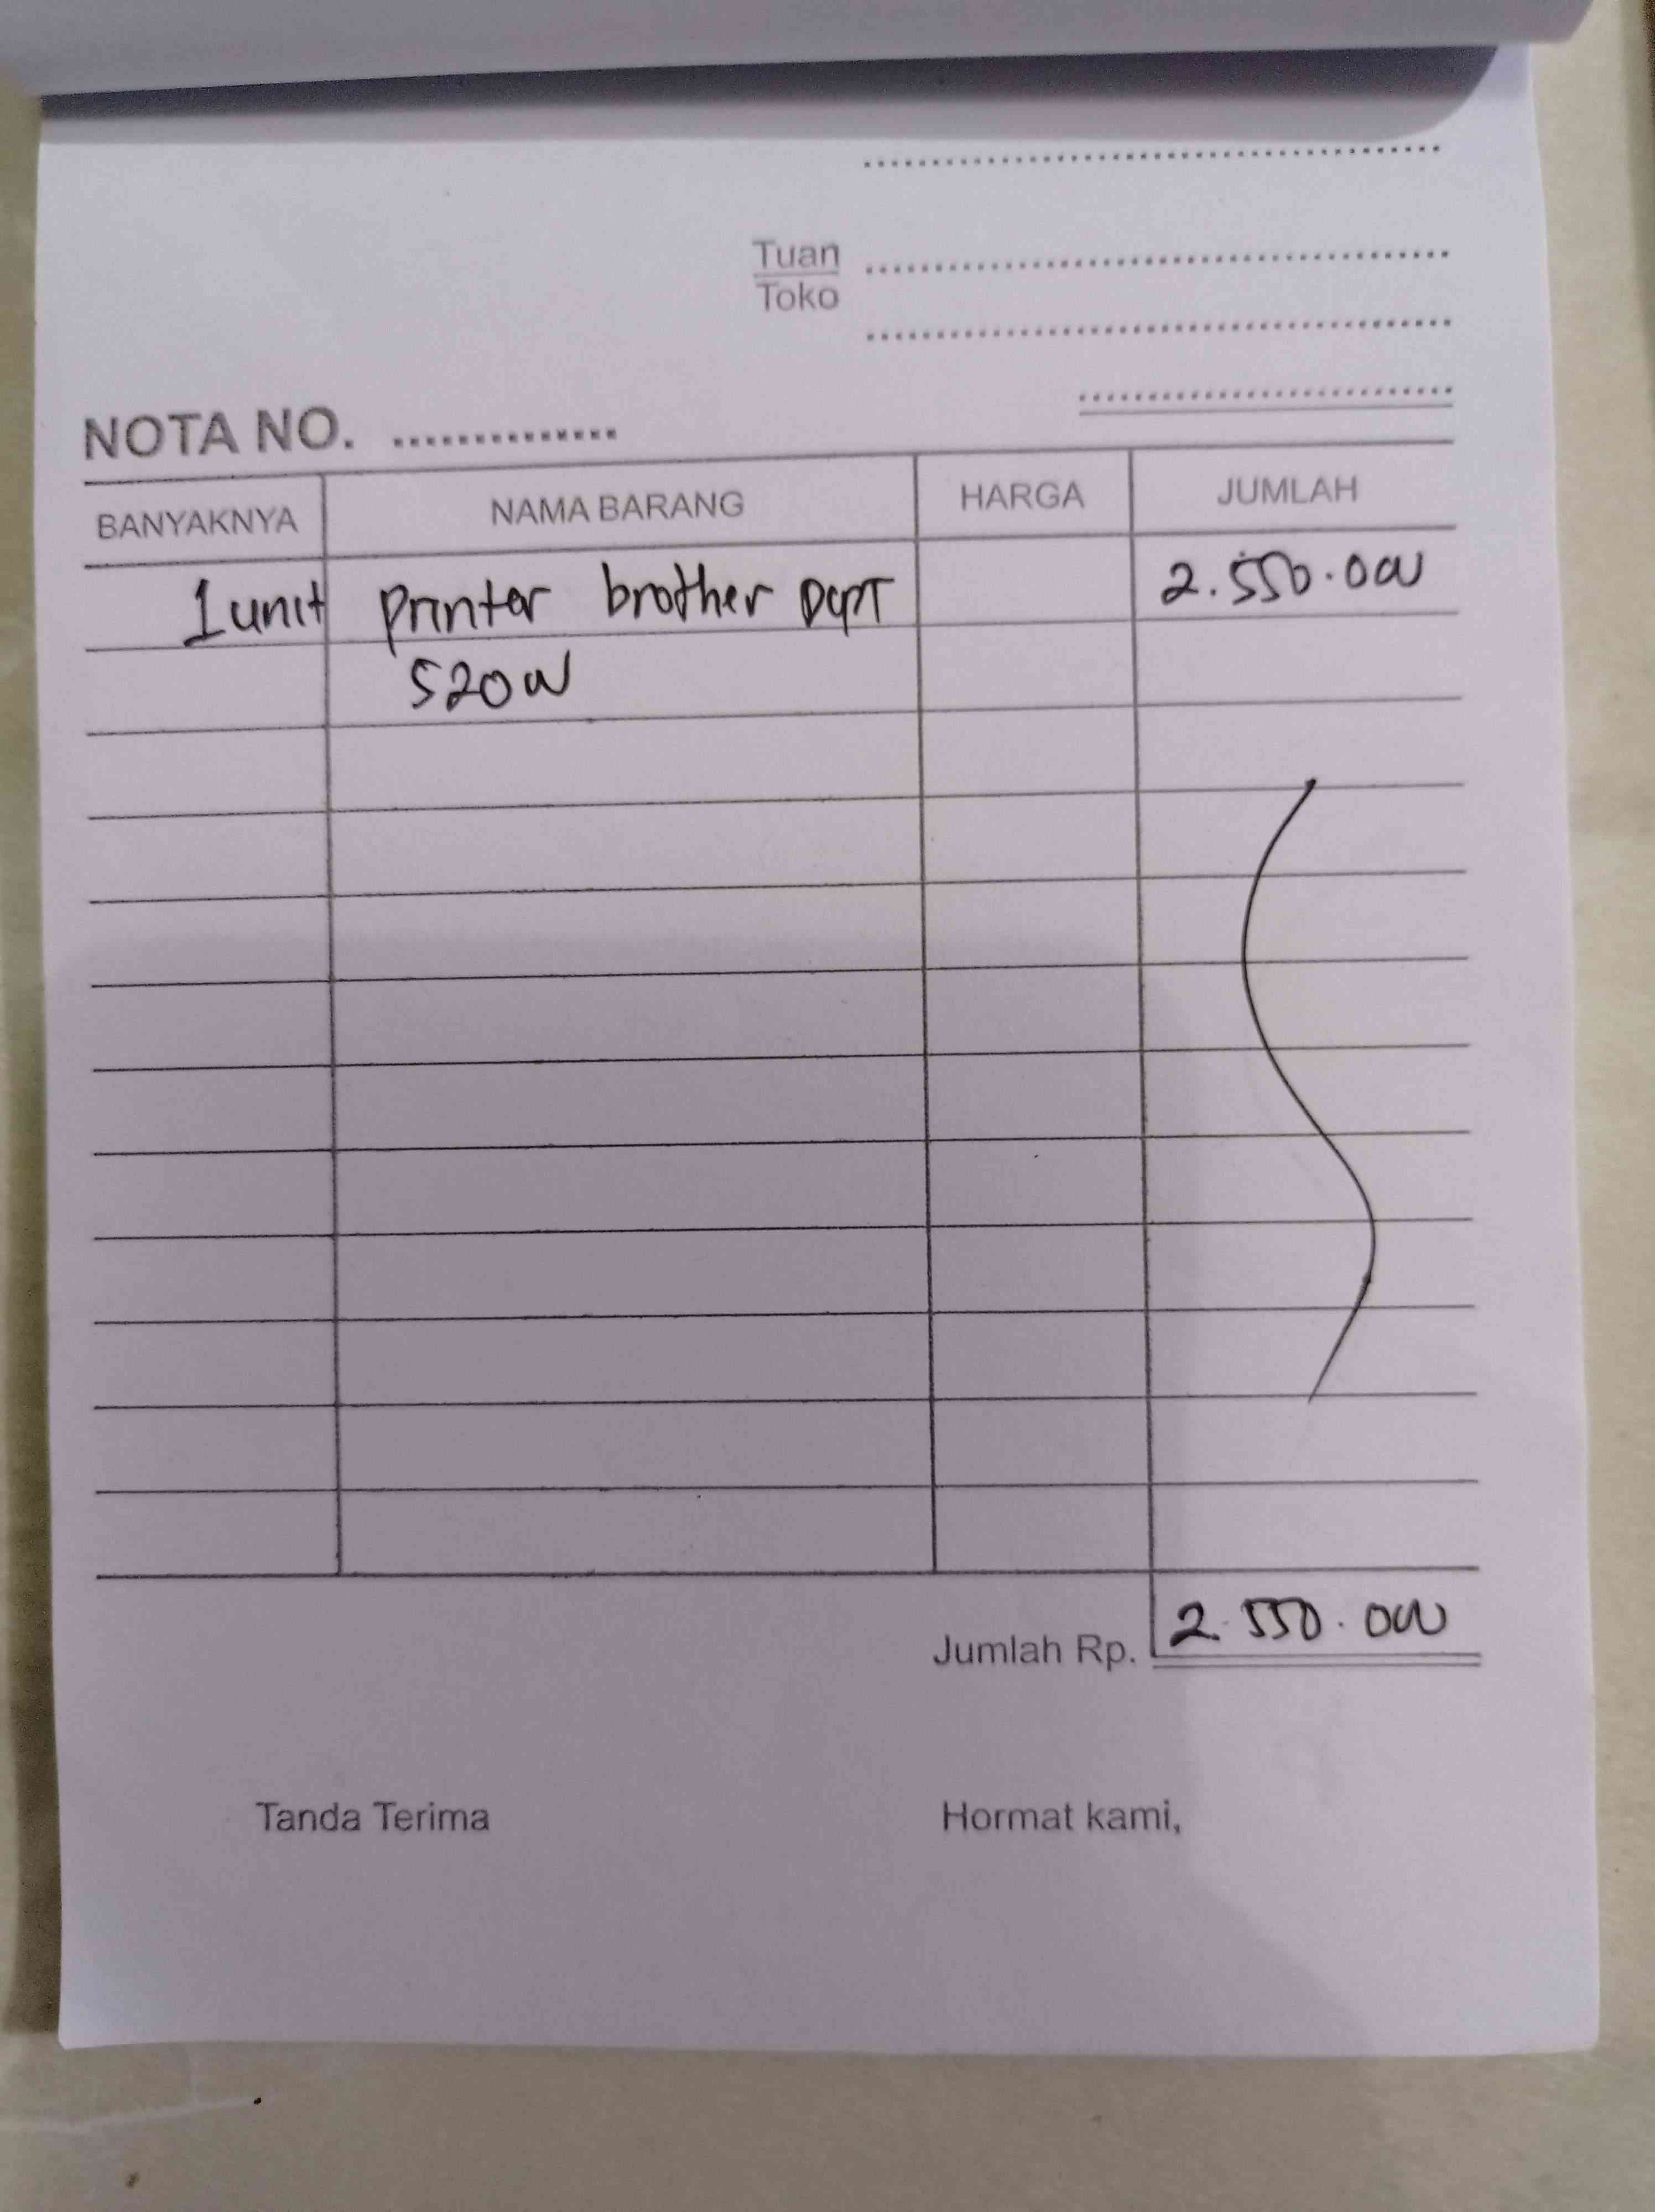 Tuan
Toko
NOTA NO. ..............
BANYAKNYA NAMA BARANG HARGA JUMLAH
1 unit printer brother DCPT 2.550.000
520W
Jumlah Rp. 2.550.000
Tanda Terima Hormat kami,